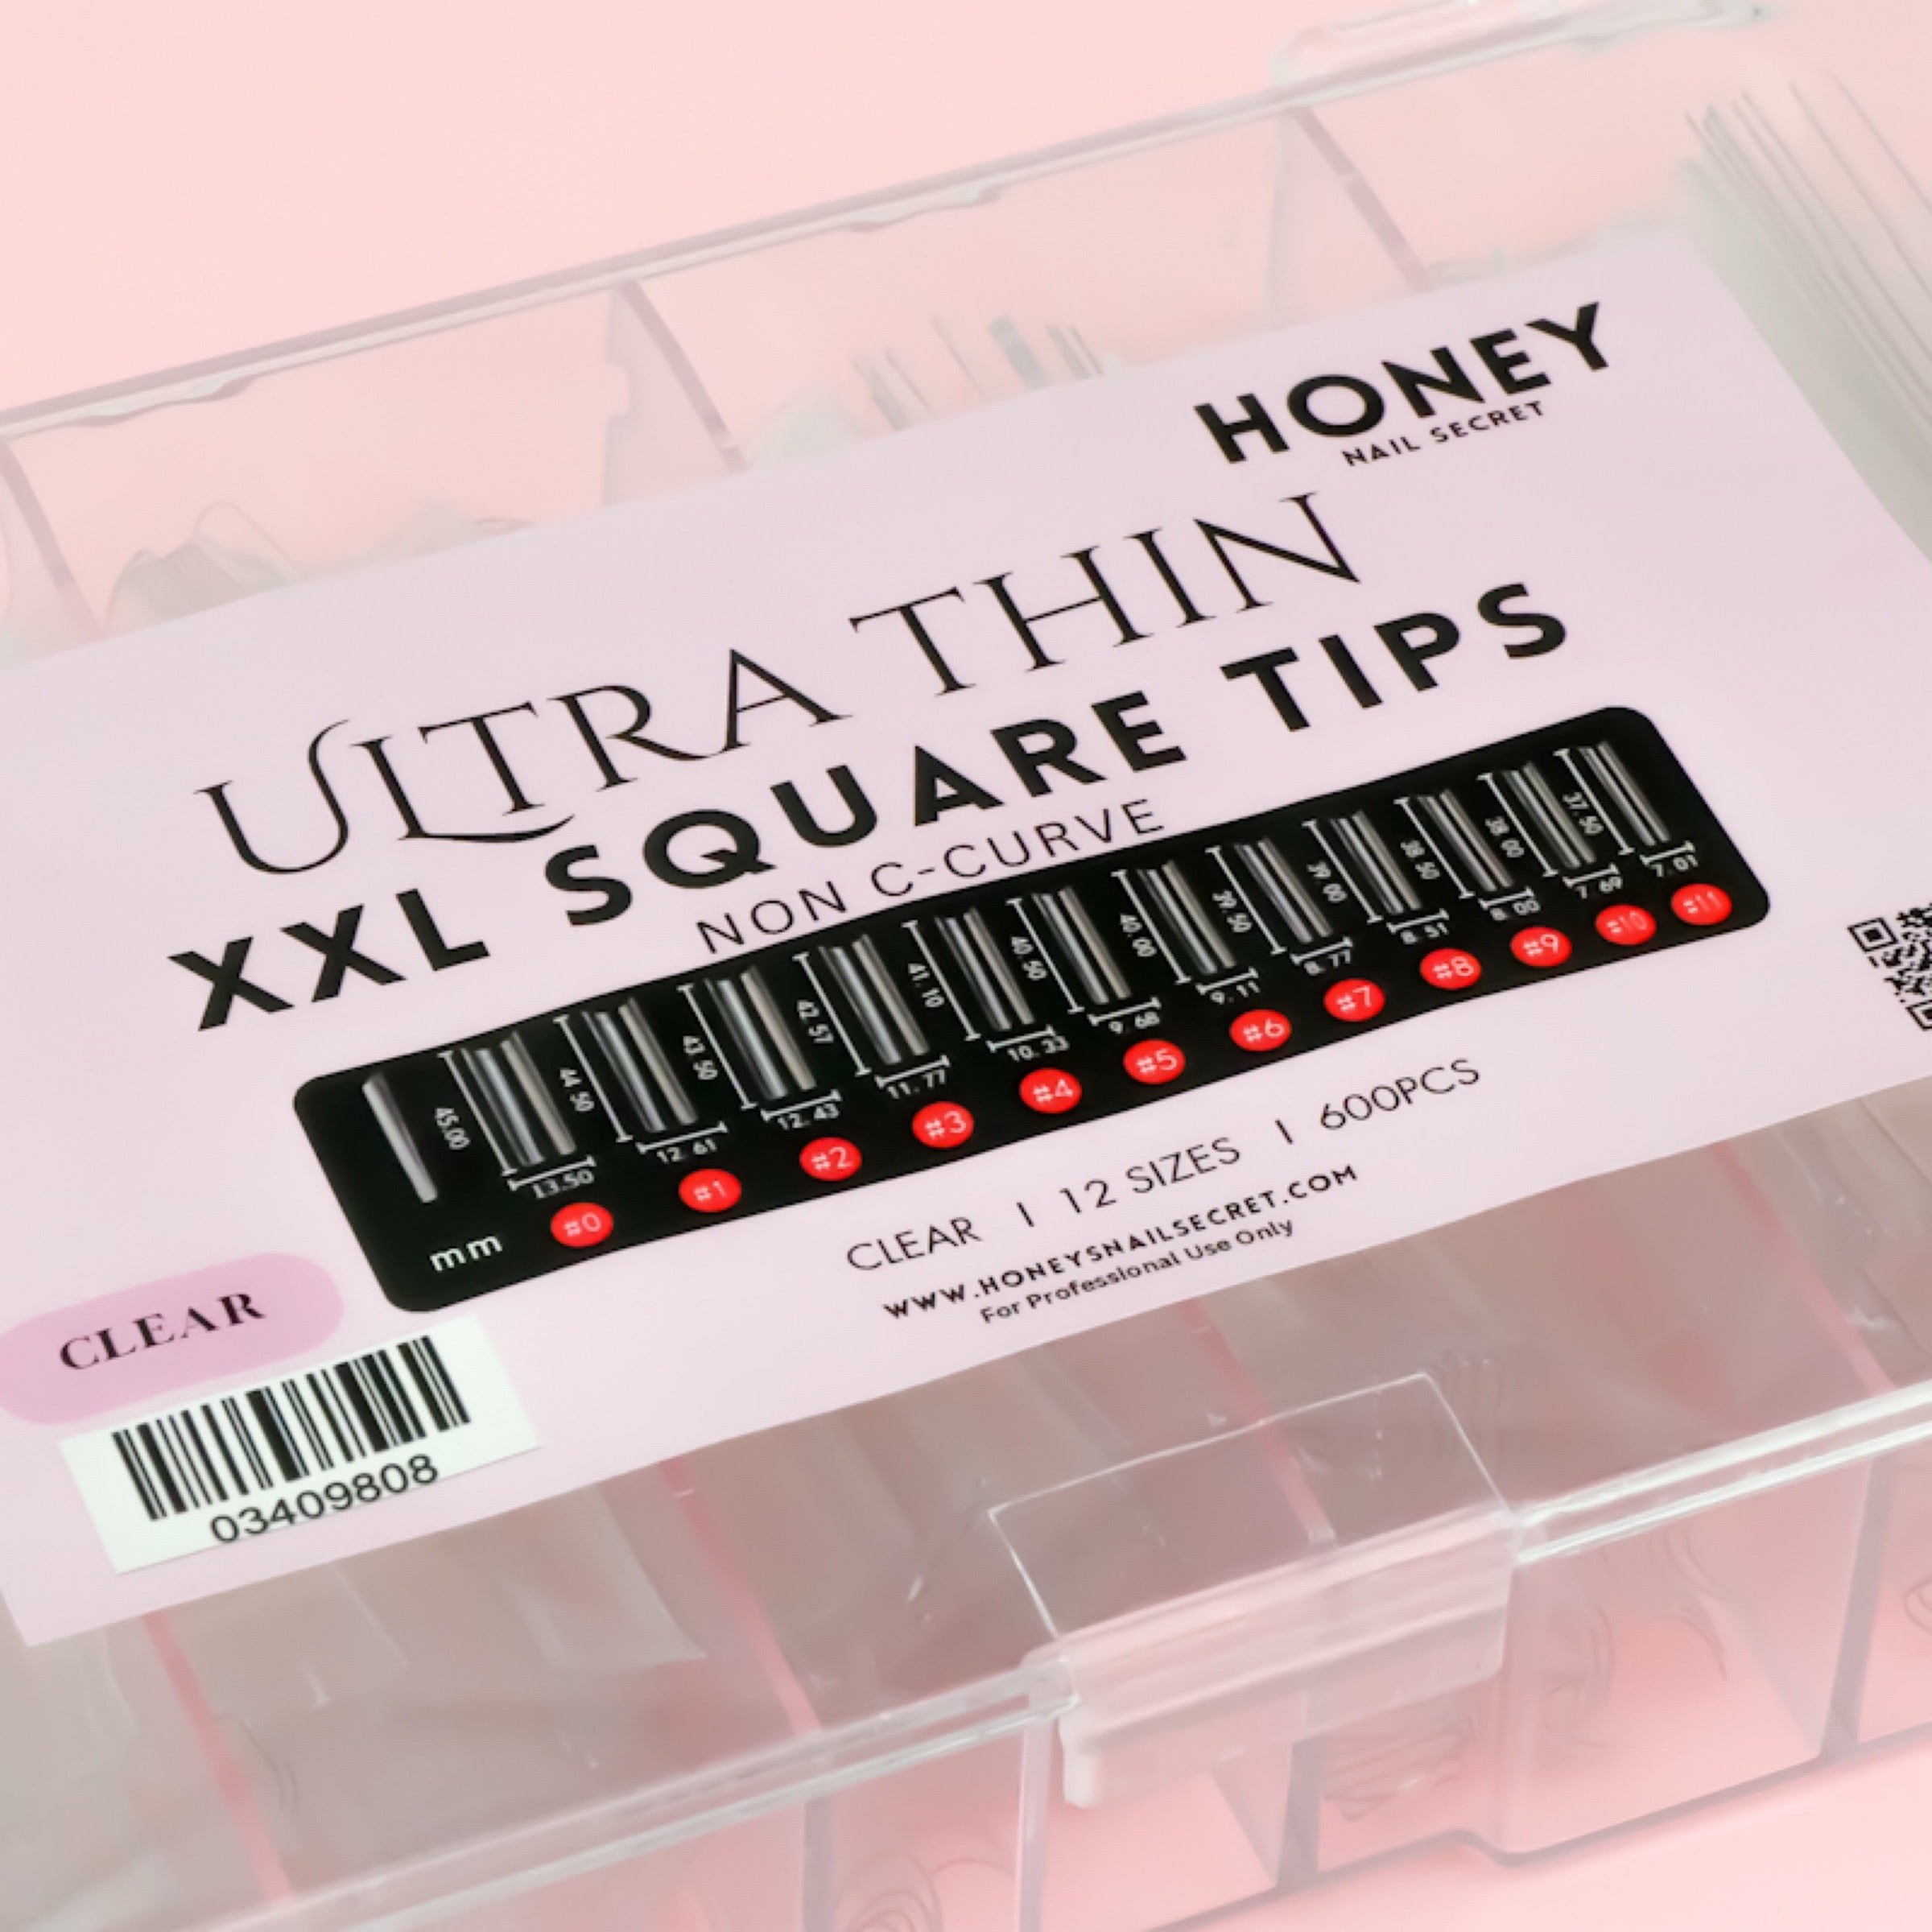 HONEY
NAIL SECRET
ULTRA THIN
XXL SQUARE TIPS
NON C-CURVE
45.00 44.50 43.50 42.57 41.10 40.50 40.00 39.50 39.00 38.50 38.00 37.50
13.50 12.61 12.43 11.77 10.33 9.68 9.11 8.77 8.51 8.09 7.69 7.01
mm #0 #1 #2 #3 #4 #5 #6 #7 #8 #9 #10 #11
CLEAR | 12 SIZES | 600PCS
WWW.HONEYSNAILSECRET.COM
For Professional Use Only
CLEAR
03409808